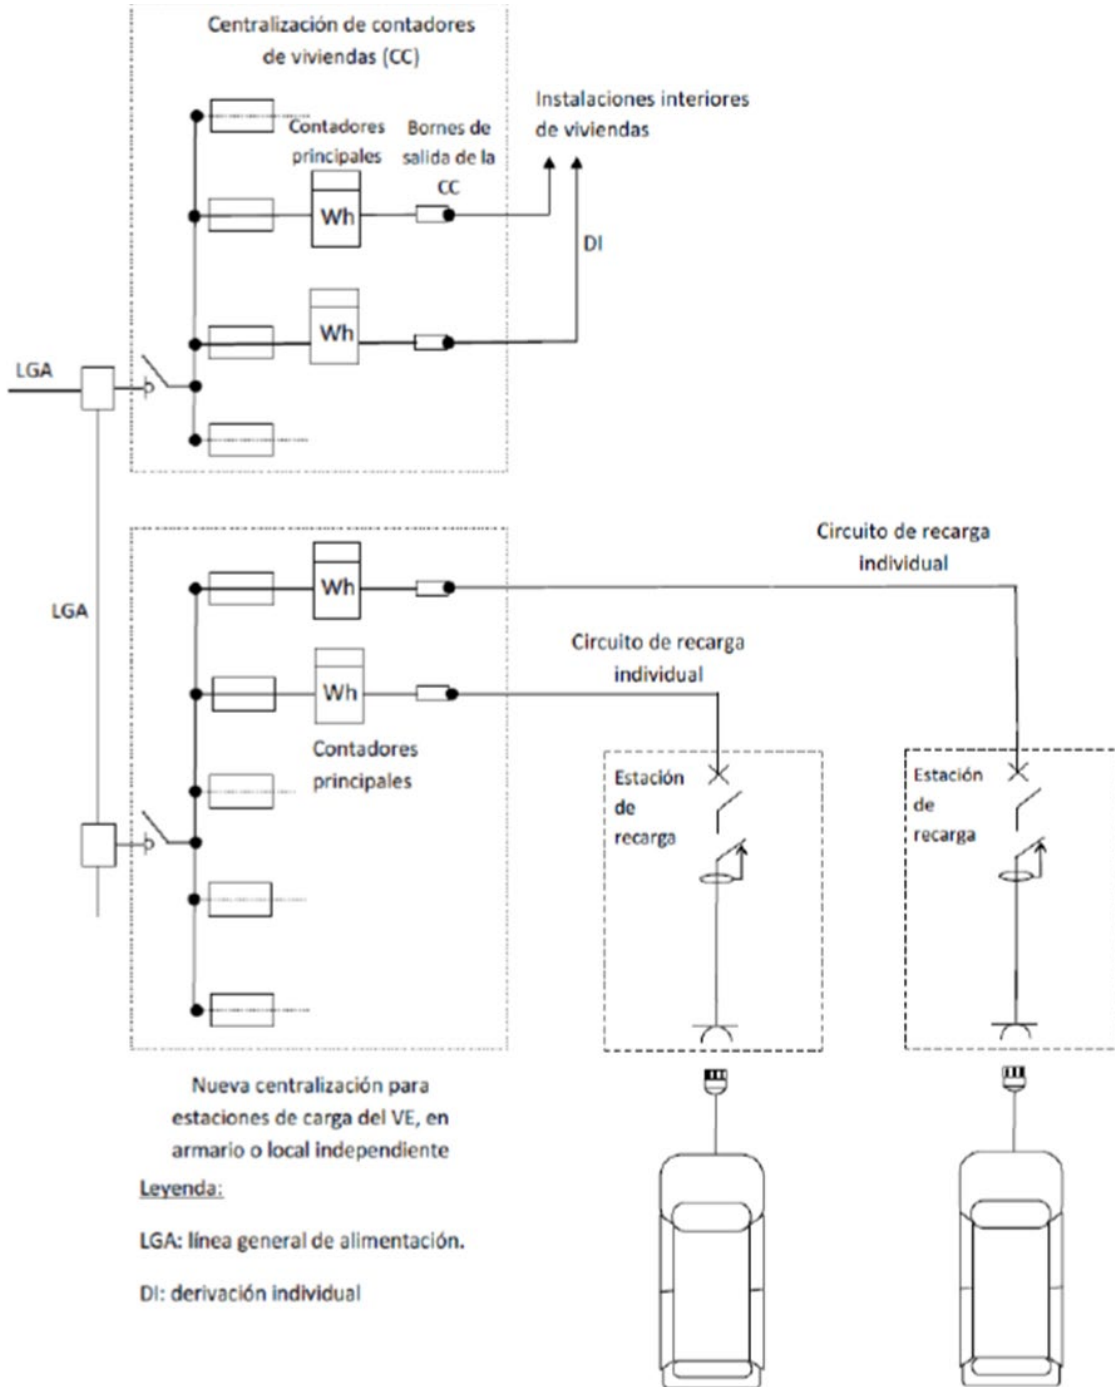 Centralización de contadores
de viviendas (CC)
Instalaciones interiores
de viviendas
Contadores
principales
Bornes de
salida de la
CC
Wh
DI
Wh
LGA
Circuito de recarga
individual
Wh
LGA
Circuito de recarga
individual
Wh
Contadores
principales
Estación
de
recarga
Estación
de
recarga
Nueva centralización para
estaciones de carga del VE, en
armario o local independiente
Leyenda:
LGA: línea general de alimentación.
DI: derivación individual